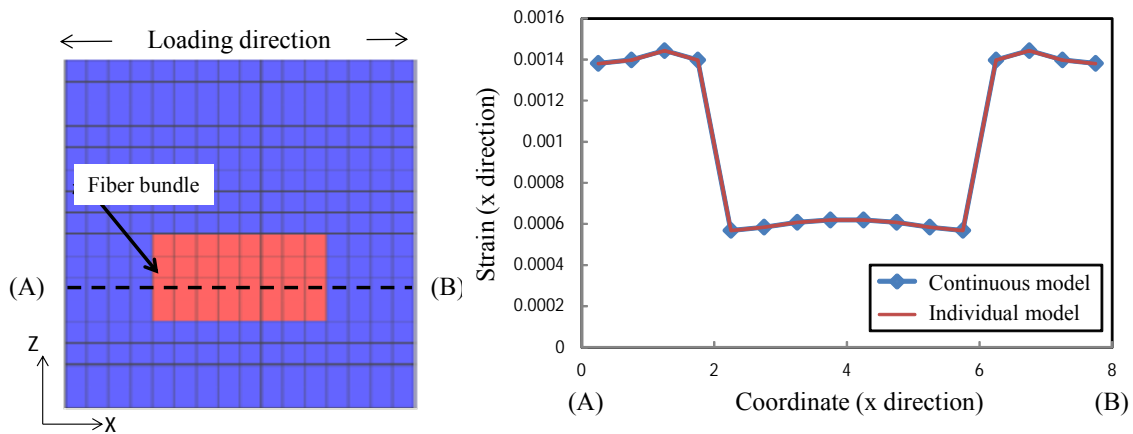 Loading direction
Fiber bundle
(A)
(B)
Z
X
0.0016
0.0014
0.0012
0.001
0.0008
0.0006
0.0004
0.0002
0
Strain (x direction)
Continuous model
Individual model
0 2 4 6 8
(A) Coordinate (x direction) (B)